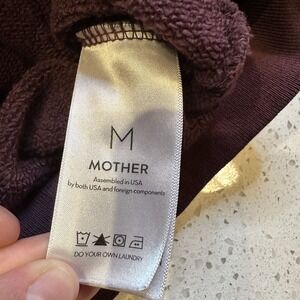 M
MOTHER
Assembled in USA
by both USA and foreign components
DO YOUR OWN LAUNDRY